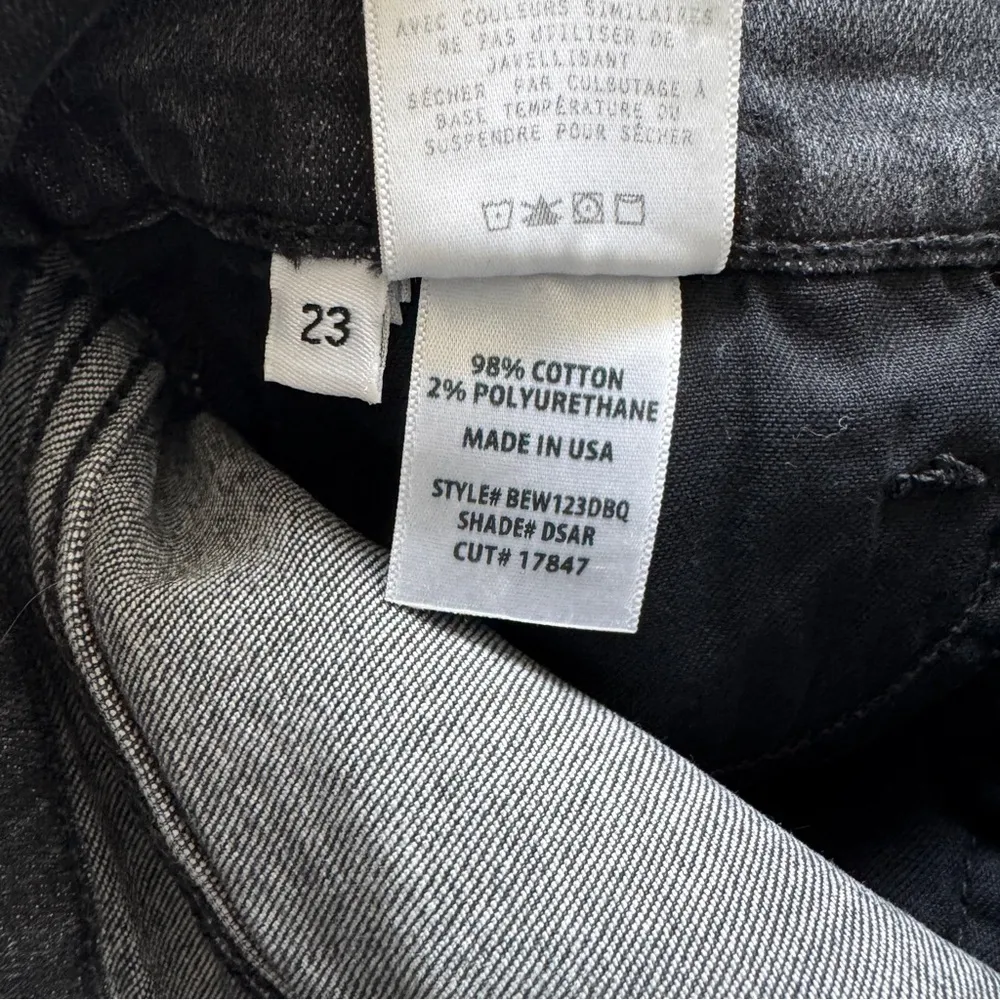 AVEC COULEURS SIMILAIRES
NE PAS UTILISER DE
JAVELLISANT
SÉCHER PAR CULBUTAGE À
BASE TEMPÉRATURE OU
SUSPENDRE POUR SÉCHER
23
98% COTTON
2% POLYURETHANE
MADE IN USA
STYLE# BEW123DBQ
SHADE# DSAR
CUT# 17847